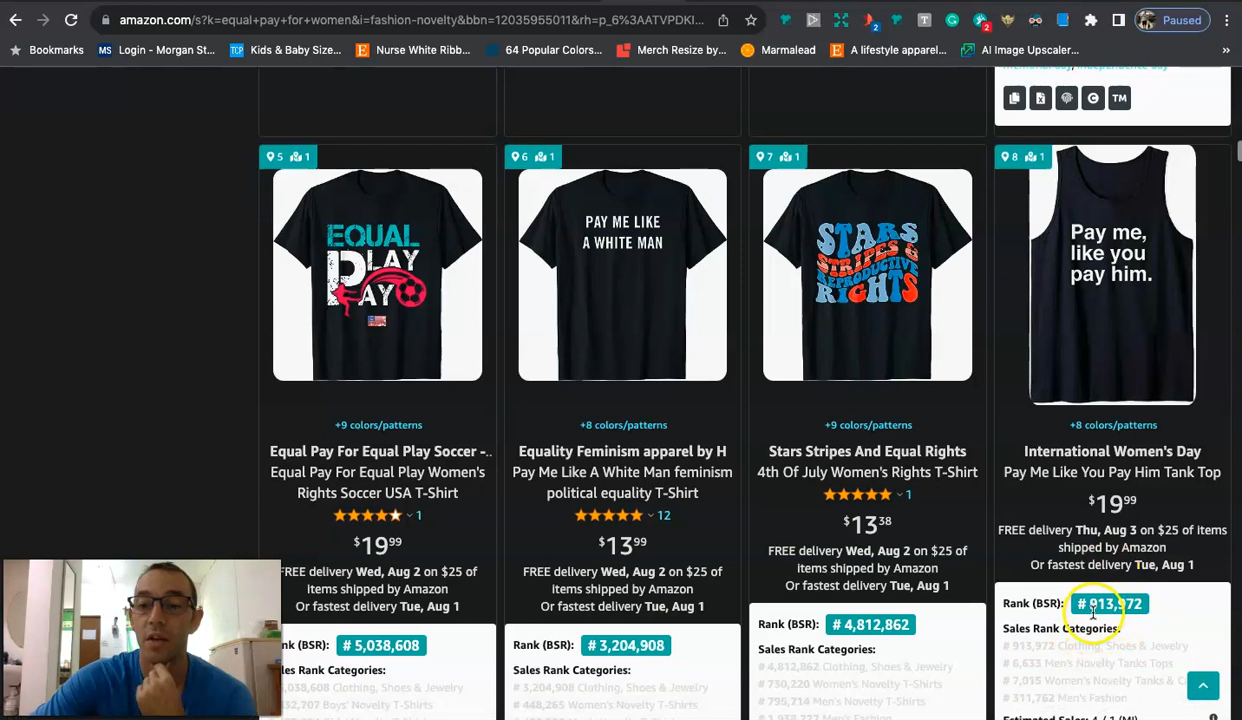 amazon.com/s?k=equal+pay+for+women&i=fashion-novelty&bbn=12035955011&rh=p_6%3AATVPDKI...
2
2
Paused
Bookmarks
MS Login - Morgan St...
TCP Kids & Baby Size...
E Nurse White Ribb...
64 Popular Colors...
Merch Resize by...
Marmalead
E A lifestyle apparel...
AI Image Upscaler...
»
C TM
5 1
6 1
7 1
8 1
EQUAL
PLAY
PAY
PAY ME LIKE
A WHITE MAN
STARS
STRIPES &
REPRODUCTIVE
RIGHTS
Pay me,
like you
pay him.
+9 colors/patterns
Equal Pay For Equal Play Soccer -..
Equal Pay For Equal Play Women's
Rights Soccer USA T-Shirt
1
$19⁹⁹
FREE delivery Wed, Aug 2 on $25 of
items shipped by Amazon
Or fastest delivery Tue, Aug 1
Rank (BSR): # 5,038,608
Sales Rank Categories:
,038,608 Clothing, Shoes & Jewelry
32,707 Boys' Novelty T-Shirts
+8 colors/patterns
Equality Feminism apparel by H
Pay Me Like A White Man feminism
political equality T-Shirt
12
$13⁹⁹
FREE delivery Wed, Aug 2 on $25 of
items shipped by Amazon
Or fastest delivery Tue, Aug 1
Rank (BSR): # 3,204,908
Sales Rank Categories:
# 3,204,908 Clothing, Shoes & Jewelry
# 448,265 Women's Novelty T-Shirts
+9 colors/patterns
Stars Stripes And Equal Rights
4th Of July Women's Rights T-Shirt
1
$13³⁸
FREE delivery Wed, Aug 2 on $25 of
items shipped by Amazon
Or fastest delivery Tue, Aug 1
Rank (BSR): # 4,812,862
Sales Rank Categories:
# 4,812,862 Clothing, Shoes & Jewelry
# 730,220 Women's Novelty T-Shirts
# 795,714 Men's Novelty T-Shirts
# 1,938,227 Men's Fashion
+8 colors/patterns
International Women's Day
Pay Me Like You Pay Him Tank Top
$19⁹⁹
FREE delivery Thu, Aug 3 on $25 of items
shipped by Amazon
Or fastest delivery Tue, Aug 1
Rank (BSR): # 913,972
Sales Rank Categories:
# 913,972 Clothing, Shoes & Jewelry
# 6,633 Men's Novelty Tanks Tops
# 7,015 Women's Novelty Tanks & C
# 311,762 Men's Fashion
Estimated Sales: 4 / 1 (MI)